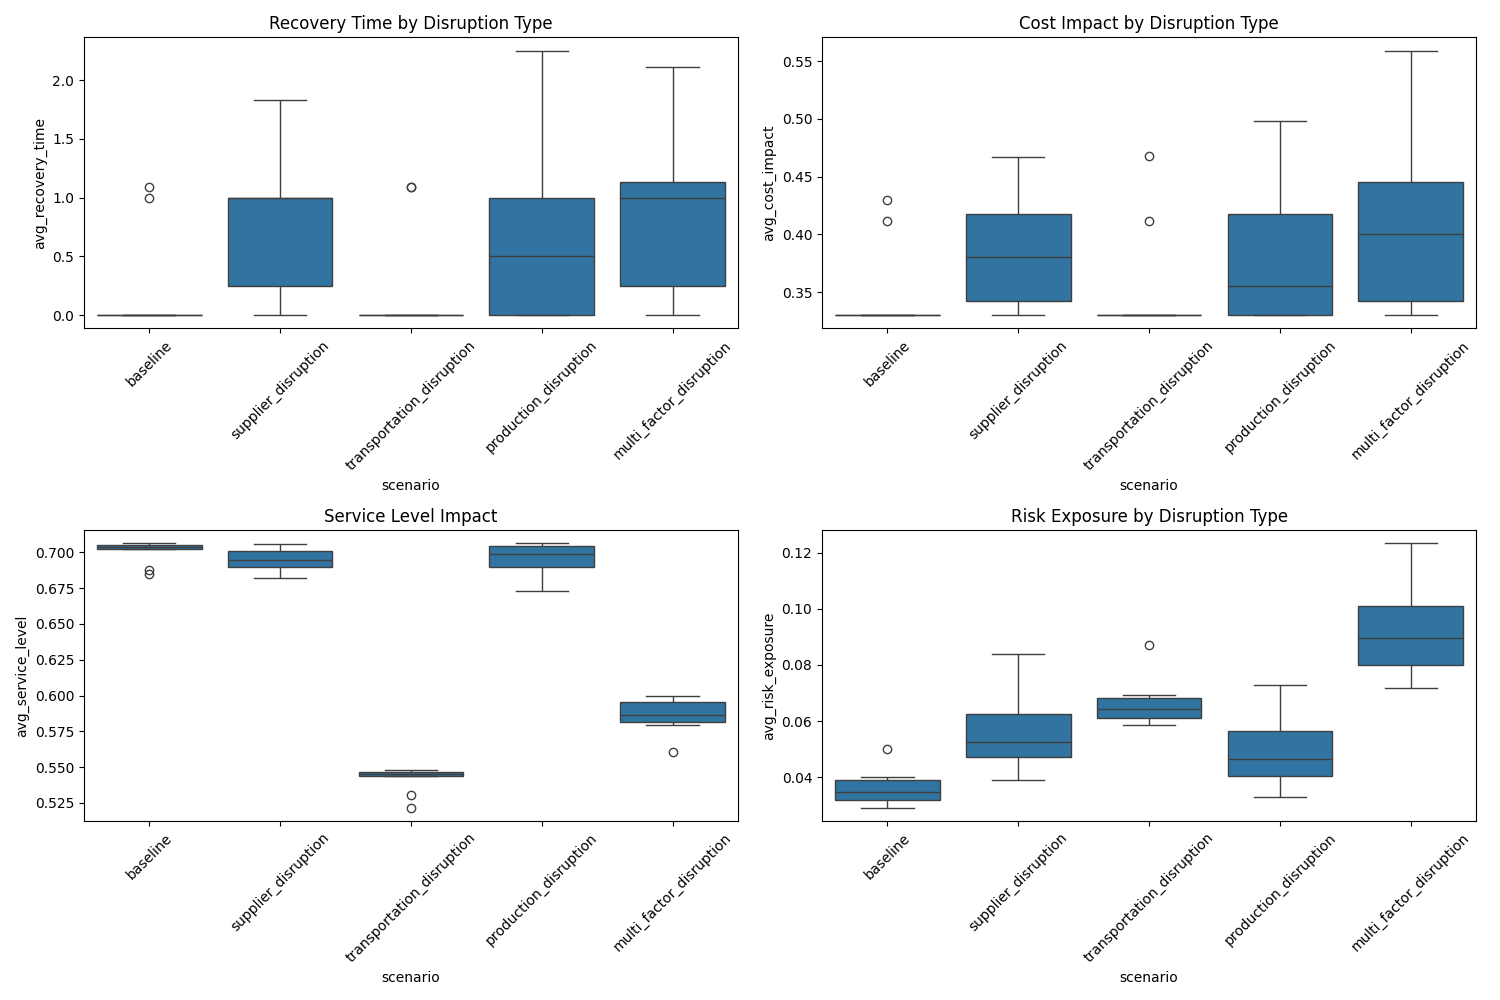 Recovery Time by Disruption Type
avg_recovery_time
2.0
1.5
1.0
0.5
0.0
baseline
supplier_disruption
transportation_disruption
production_disruption
multi_factor_disruption
scenario
Cost Impact by Disruption Type
avg_cost_impact
0.55
0.50
0.45
0.40
0.35
baseline
supplier_disruption
transportation_disruption
production_disruption
multi_factor_disruption
scenario
Service Level Impact
avg_service_level
0.700
0.675
0.650
0.625
0.600
0.575
0.550
0.525
baseline
supplier_disruption
transportation_disruption
production_disruption
multi_factor_disruption
scenario
Risk Exposure by Disruption Type
avg_risk_exposure
0.12
0.10
0.08
0.06
0.04
baseline
supplier_disruption
transportation_disruption
production_disruption
multi_factor_disruption
scenario